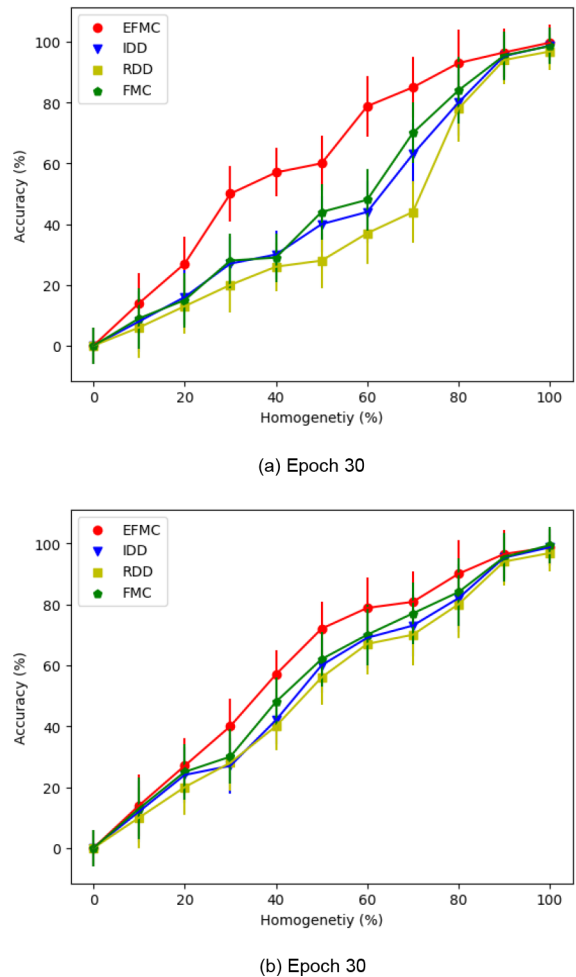 EFMC
IDD
RDD
FMC
100
80
60
40
20
0
Accuracy (%)
0 20 40 60 80 100
Homogenetiy (%)
(a) Epoch 30
EFMC
IDD
RDD
FMC
100
80
60
40
20
0
Accuracy (%)
0 20 40 60 80 100
Homogenetiy (%)
(b) Epoch 30